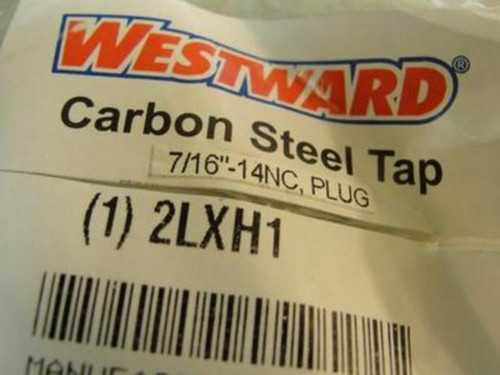 WESTWARD®
Carbon Steel Tap
7/16"-14NC, PLUG
(1) 2LXH1